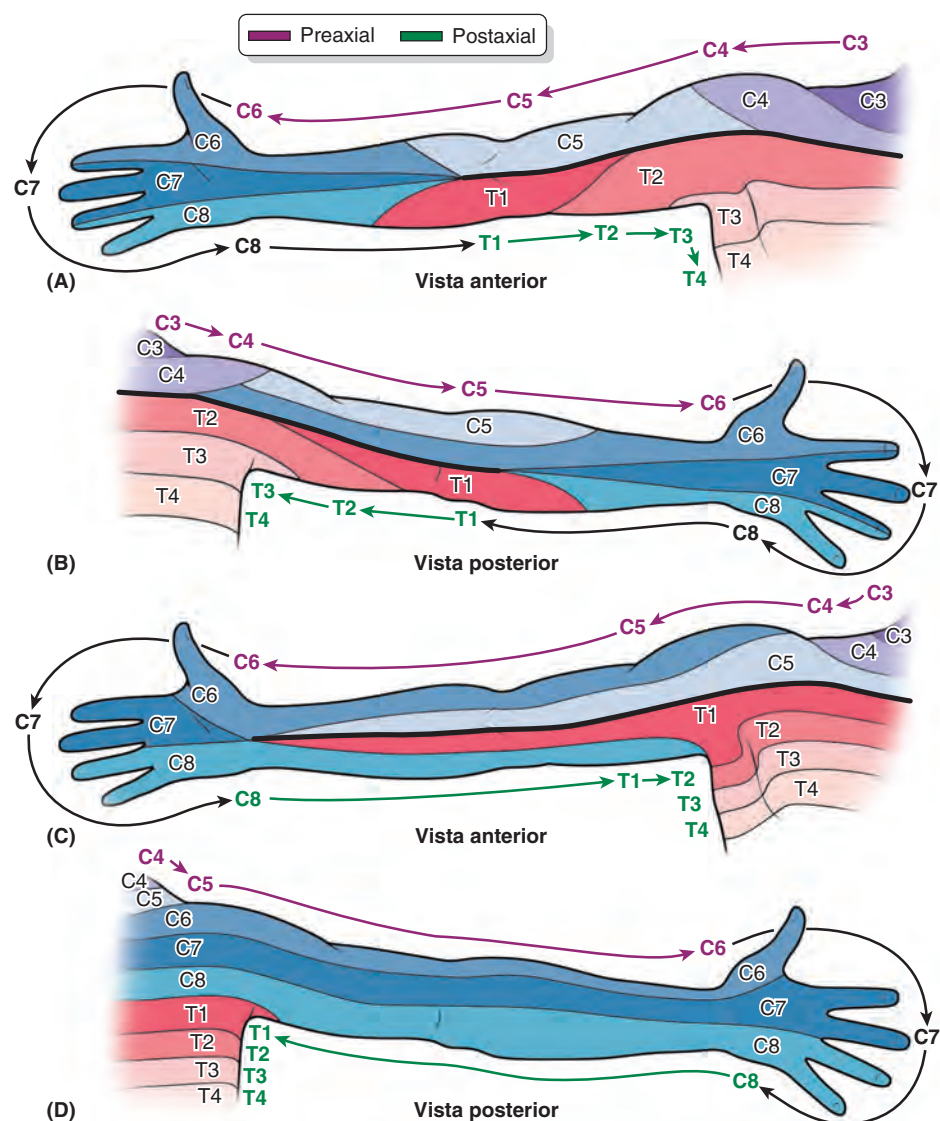 Preaxial Postaxial
C3
C4
C5
C6
C7
C8
T1
T2
T3
T4
C3
C4
C5
C6
C7
C8
T1
T2
T3
T4
(A) Vista anterior
C3
C4
C5
C6
C7
C8
T1
T2
T3
T4
C3
C4
C5
C6
C7
C8
T1
T2
T3
T4
(B) Vista posterior
C3
C4
C5
C6
C7
C8
T1
T2
T3
T4
C3
C4
C5
C6
C7
C8
T1
T2
T3
T4
(C) Vista anterior
C4
C5
C6
C7
C8
T1
T2
T3
T4
C4
C5
C6
C7
C8
T1
T2
T3
T4
C6
C7
C8
(D) Vista posterior